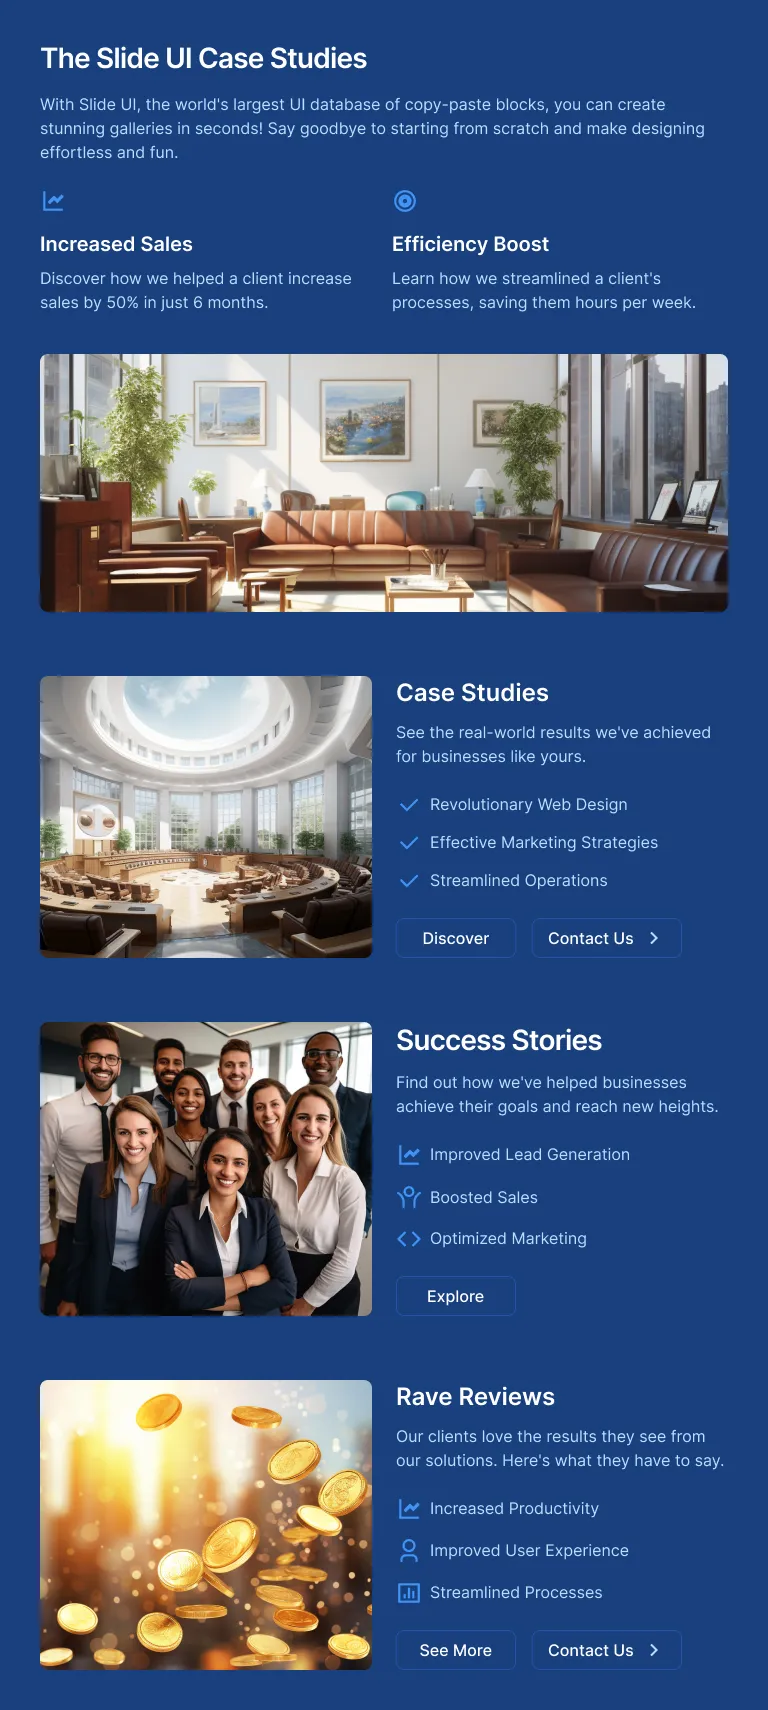 The Slide UI Case Studies
With Slide UI, the world's largest UI database of copy-paste blocks, you can create
stunning galleries in seconds! Say goodbye to starting from scratch and make designing
effortless and fun.
Increased Sales
Discover how we helped a client increase
sales by 50% in just 6 months.
Efficiency Boost
Learn how we streamlined a client's
processes, saving them hours per week.
Case Studies
See the real-world results we've achieved
for businesses like yours.
Revolutionary Web Design
Effective Marketing Strategies
Streamlined Operations
Discover
Contact Us
Success Stories
Find out how we've helped businesses
achieve their goals and reach new heights.
Improved Lead Generation
Boosted Sales
Optimized Marketing
Explore
Rave Reviews
Our clients love the results they see from
our solutions. Here's what they have to say.
Increased Productivity
Improved User Experience
Streamlined Processes
See More
Contact Us